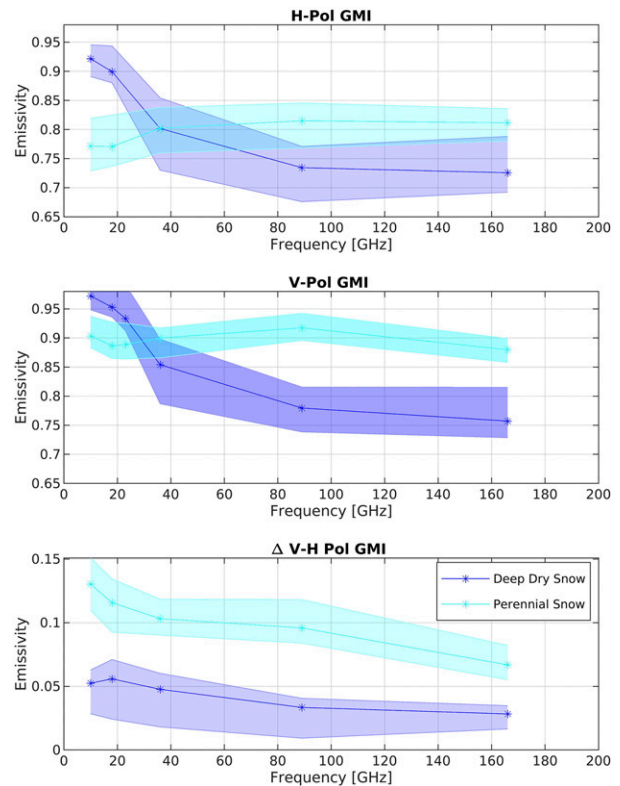 H-Pol GMI
0.95
0.9
0.85
0.8
0.75
0.7
0.65
Emissivity
0 20 40 60 80 100 120 140 160 180 200
Frequency [GHz]
V-Pol GMI
0.95
0.9
0.85
0.8
0.75
0.7
0.65
Emissivity
0 20 40 60 80 100 120 140 160 180 200
Frequency [GHz]
Δ V-H Pol GMI
0.15
0.1
0.05
0
Emissivity
Deep Dry Snow
Perennial Snow
0 20 40 60 80 100 120 140 160 180 200
Frequency [GHz]